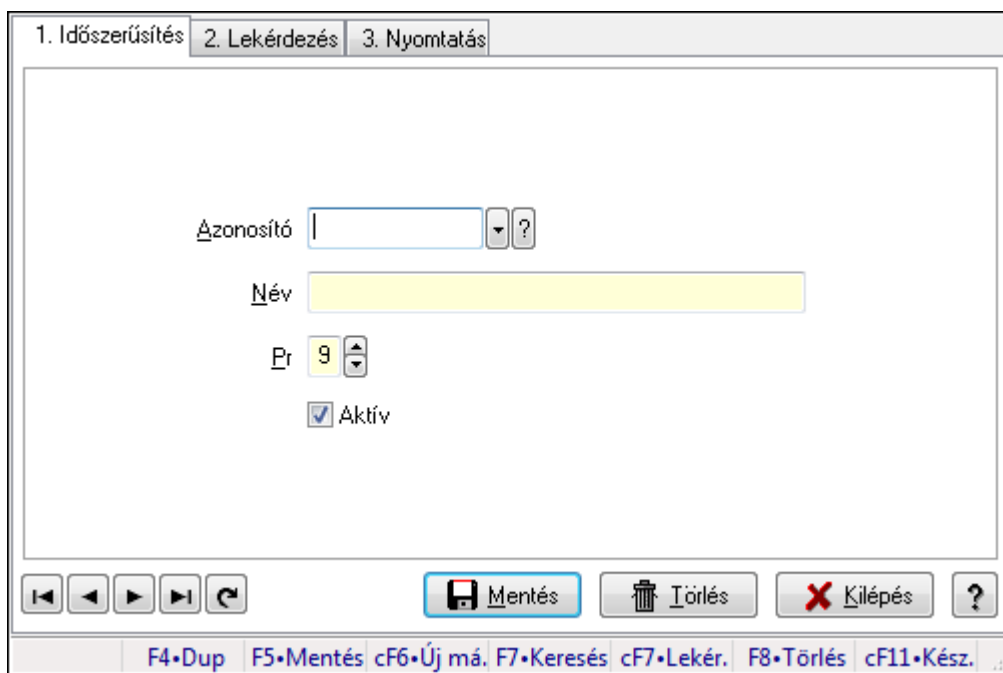 1. Időszerűsítés 2. Lekérdezés 3. Nyomtatás
Azonosító ?
Név
Pr 9
Aktív
Mentés Törlés Kilépés ?
F4•Dup F5•Mentés cF6•Új má. F7•Keresés cF7•Lekér. F8•Törlés cF11•Kész.